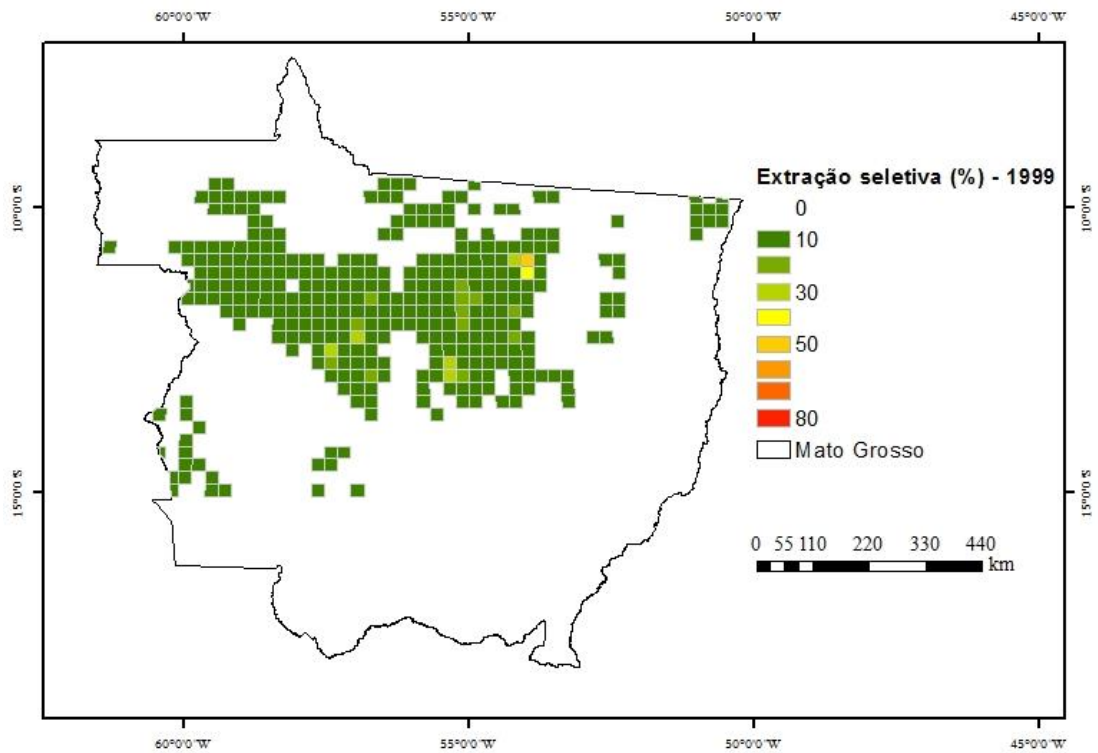 60°0'0"W 55°0'0"W 50°0'0"W 45°0'0"W
10°0'0"S 10°0'0"S
15°0'0"S 15°0'0"S
Extração seletiva (%) - 1999
0
10
30
50
80
Mato Grosso
0 55 110 220 330 440
km
60°0'0"W 55°0'0"W 50°0'0"W 45°0'0"W